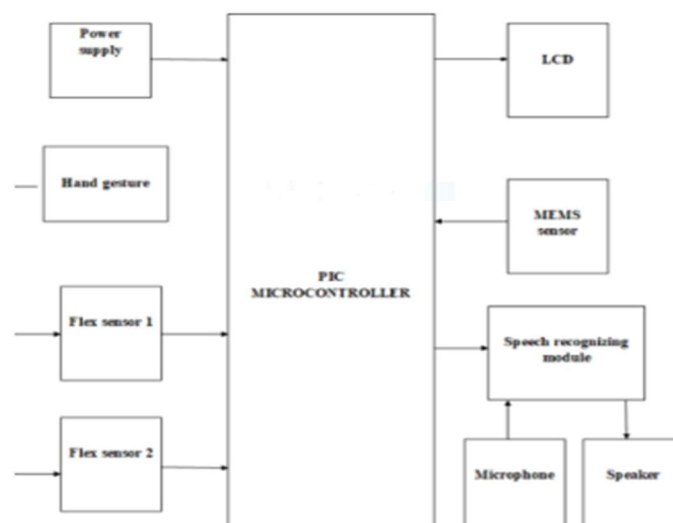 Power
supply
LCD
Hand gesture
MEMS
sensor
PIC
MICROCONTROLLER
Flex sensor 1
Speech recognizing
module
Flex sensor 2
Microphone
Speaker